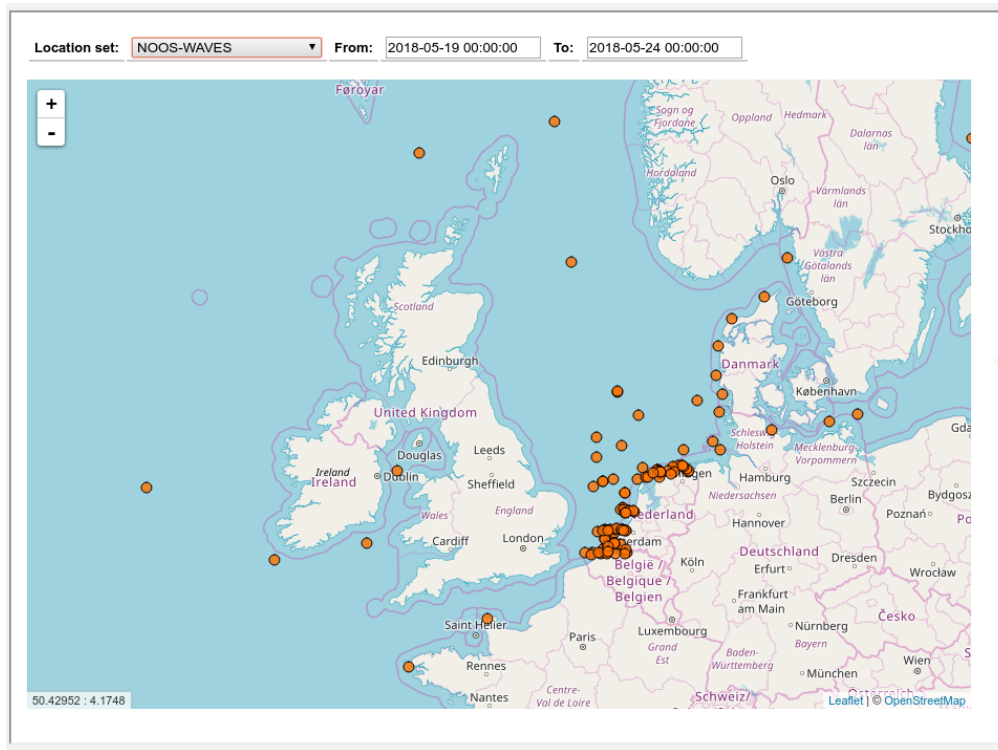 Location set: NOOS-WAVES From: 2018-05-19 00:00:00 To: 2018-05-24 00:00:00
+
-
Føroyar
Sogn og
Fjordane
Oppland
Hedmark
Dalarnas
län
Hordaland
Oslo
Värmlands
län
Stockho
Västra
Götalands
län
Göteborg
Scotland
Edinburgh
Danmark
København
United Kingdom
Douglas
Leeds
Schleswig
Holstein
Mecklenburg-
Vorpommern
Gda
Ireland
Ireland
Dublin
Sheffield
Hamburg
Szczecin
Niedersachsen
Berlin
Bydgosz
Wales
England
ederland
Hannover
Poznań
Po
Cardiff
London
erdam
België /
Belgique /
Belgien
Köln
Deutschland
Erfurt
Dresden
Wrocław
Frankfurt
am Main
Česko
Saint Helier
Paris
Luxembourg
Nürnberg
Bayern
Grand
Est
Rennes
Baden-
Württemberg
München
Wien
S
Nantes
Centre-
Val de Loire
Schweiz/
Österreich
50.42952 : 4.1748
Leaflet | © OpenStreetMap